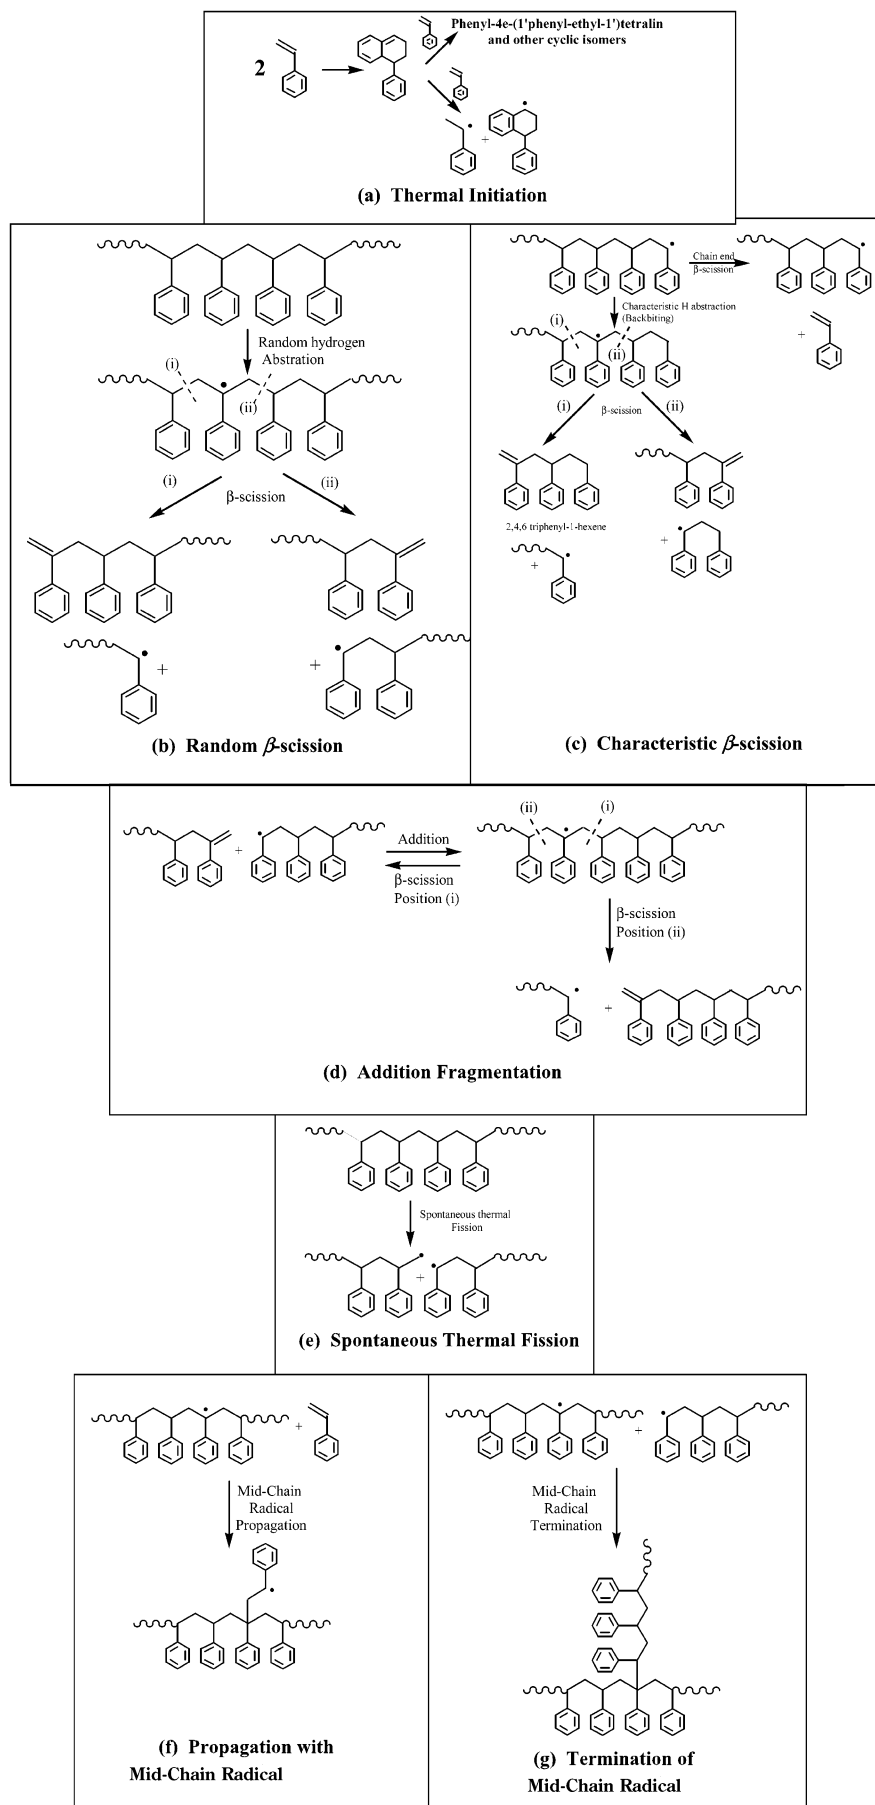 Phenyl-4e-(1'phenyl-ethyl-1')tetralin
and other cyclic isomers
2
+
(a) Thermal Initiation
Random hydrogen
Abstration
(i)
(ii)
(i)
(ii)
β-scission
+
+
(b) Random β-scission
Chain end
β-scission
Characteristic H abstraction
(Backbiting)
(i)
(ii)
+
(i)
β-scission
(ii)
2,4,6 triphenyl-1-hexene
+
+
(c) Characteristic β-scission
(ii)
(i)
+
Addition
β-scission
Position (i)
β-scission
Position (ii)
+
(d) Addition Fragmentation
Spontaneous thermal
Fission
+
(e) Spontaneous Thermal Fission
+
Mid-Chain
Radical
Propagation
(f) Propagation with
Mid-Chain Radical
+
Mid-Chain
Radical
Termination
(g) Termination of
Mid-Chain Radical